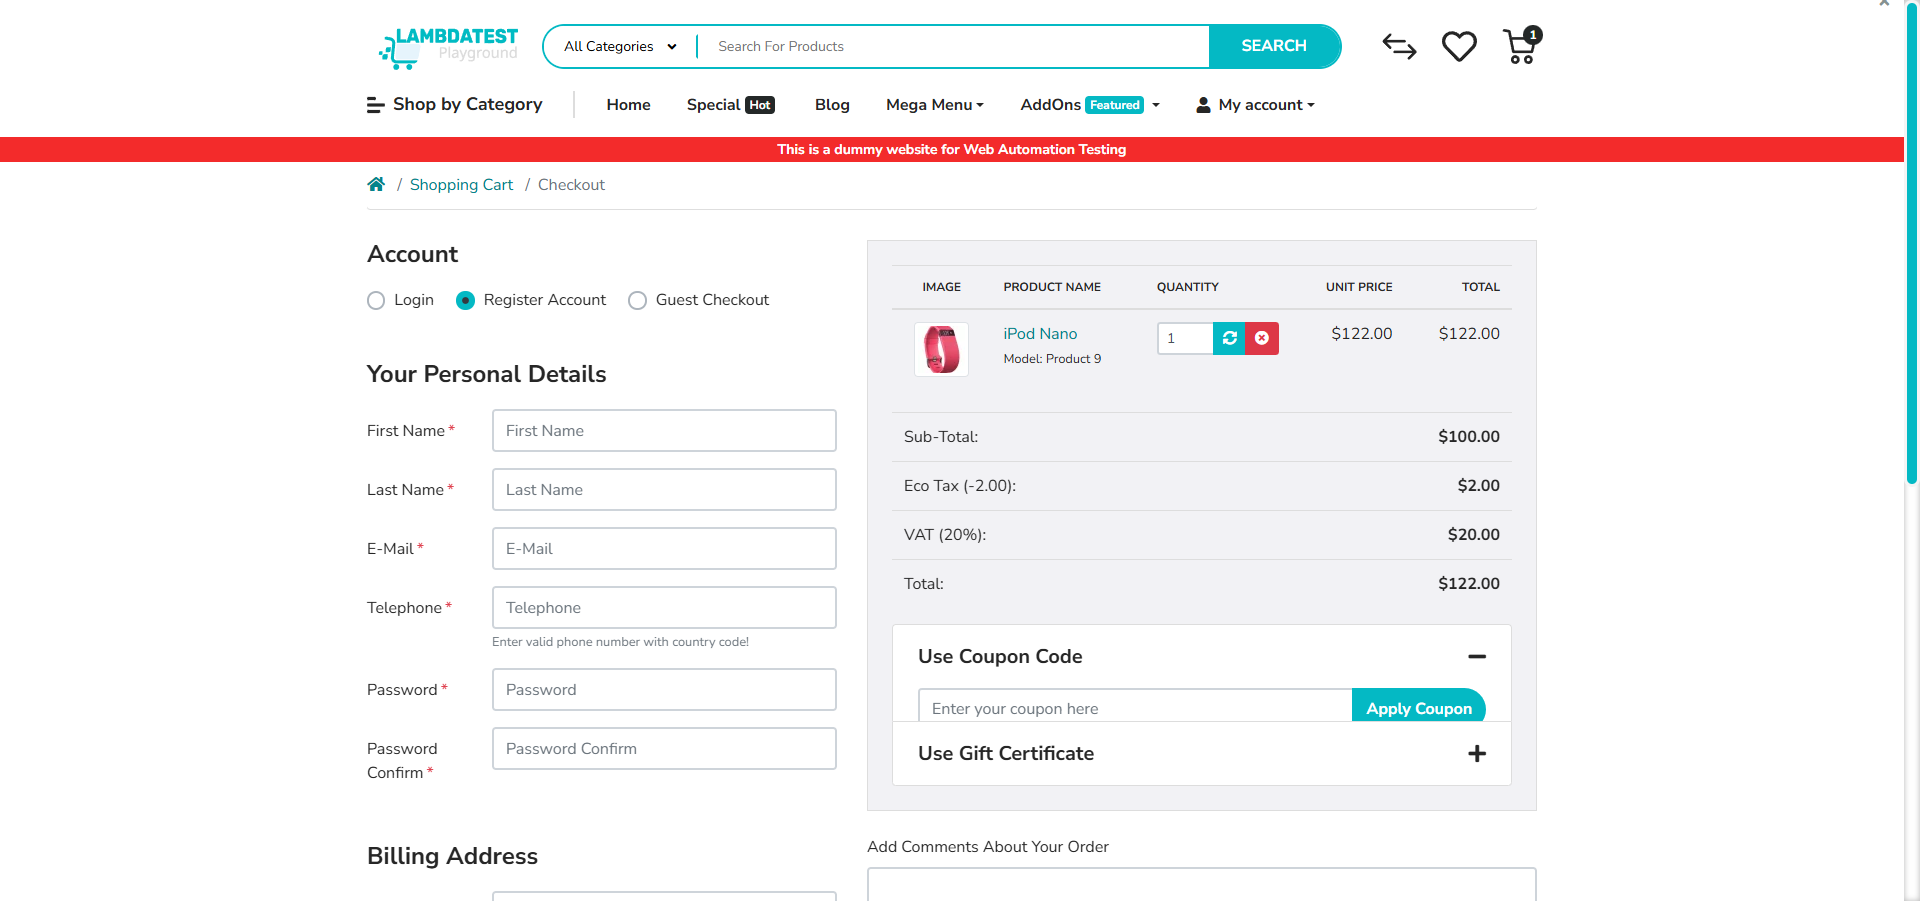 LAMBDATEST
Playground
All Categories
Search For Products
SEARCH
1
Shop by Category
Home
Special Hot
Blog
Mega Menu
AddOns Featured
My account
This is a dummy website for Web Automation Testing
/ Shopping Cart / Checkout
Account
Login
Register Account
Guest Checkout
Your Personal Details
First Name *
First Name
Last Name *
Last Name
E-Mail *
E-Mail
Telephone *
Telephone
Enter valid phone number with country code!
Password *
Password
Password
Confirm *
Password Confirm
Billing Address
IMAGE PRODUCT NAME QUANTITY UNIT PRICE TOTAL
iPod Nano 1 $122.00 $122.00
Model: Product 9
Sub-Total: $100.00
Eco Tax (-2.00): $2.00
VAT (20%): $20.00
Total: $122.00
Use Coupon Code
Enter your coupon here
Apply Coupon
Use Gift Certificate
Add Comments About Your Order